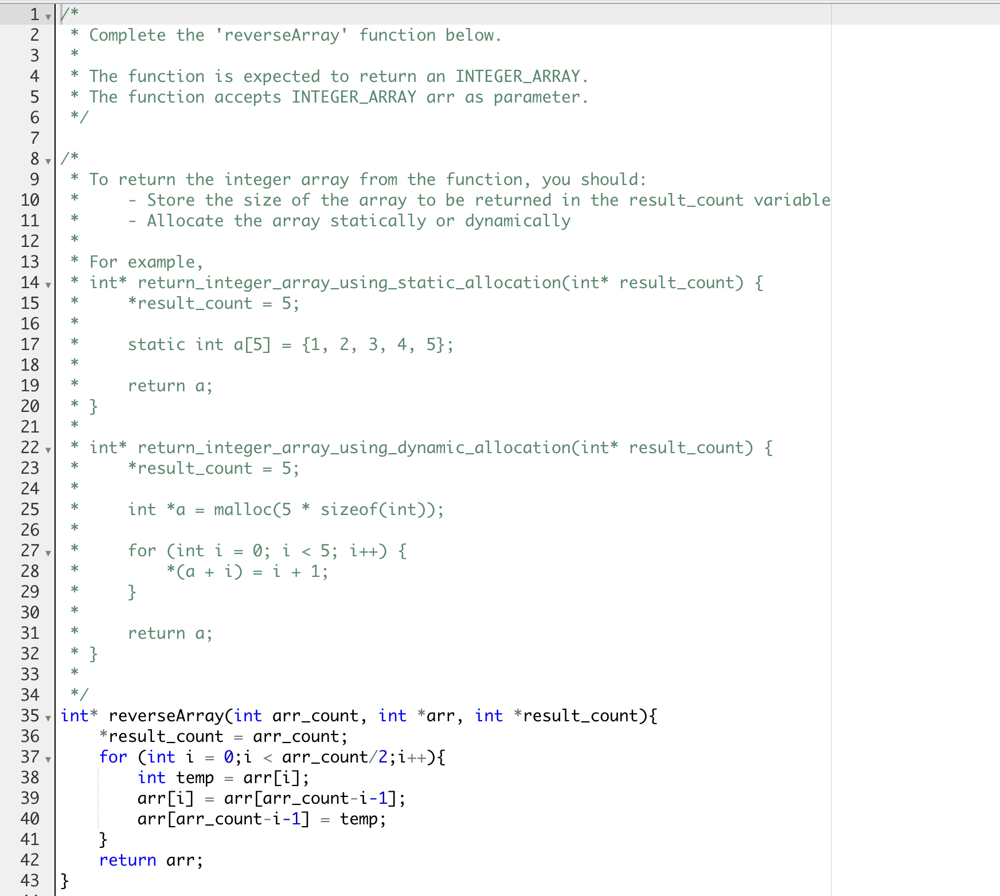 1 /*
2  * Complete the 'reverseArray' function below.
3  *
4  * The function is expected to return an INTEGER_ARRAY.
5  * The function accepts INTEGER_ARRAY arr as parameter.
6  */
7
8 /*
9  * To return the integer array from the function, you should:
10  *     - Store the size of the array to be returned in the result_count variable
11  *     - Allocate the array statically or dynamically
12  *
13  * For example,
14  * int* return_integer_array_using_static_allocation(int* result_count) {
15  *     *result_count = 5;
16  *
17  *     static int a[5] = {1, 2, 3, 4, 5};
18  *
19  *     return a;
20  * }
21  *
22  * int* return_integer_array_using_dynamic_allocation(int* result_count) {
23  *     *result_count = 5;
24  *
25  *     int *a = malloc(5 * sizeof(int));
26  *
27  *     for (int i = 0; i < 5; i++) {
28  *         *(a + i) = i + 1;
29  *     }
30  *
31  *     return a;
32  * }
33  *
34  */
35 int* reverseArray(int arr_count, int *arr, int *result_count){
36     *result_count = arr_count;
37     for (int i = 0;i < arr_count/2;i++){
38         int temp = arr[i];
39         arr[i] = arr[arr_count-i-1];
40         arr[arr_count-i-1] = temp;
41     }
42     return arr;
43 }